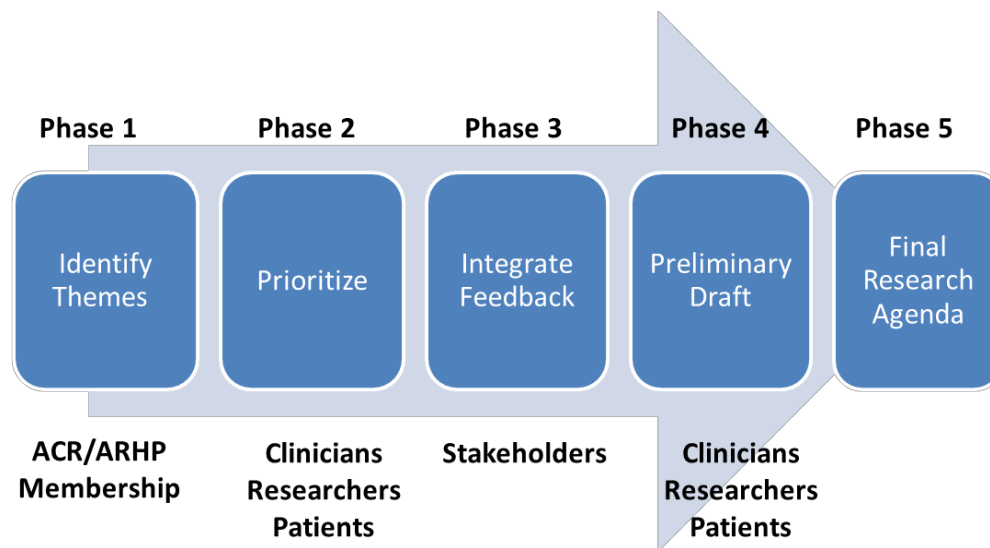 Phase 1
Phase 2
Phase 3
Phase 4
Phase 5
Identify
Themes
Prioritize
Integrate
Feedback
Preliminary
Draft
Final
Research
Agenda
ACR/ARHP
Membership
Clinicians
Researchers
Patients
Stakeholders
Clinicians
Researchers
Patients